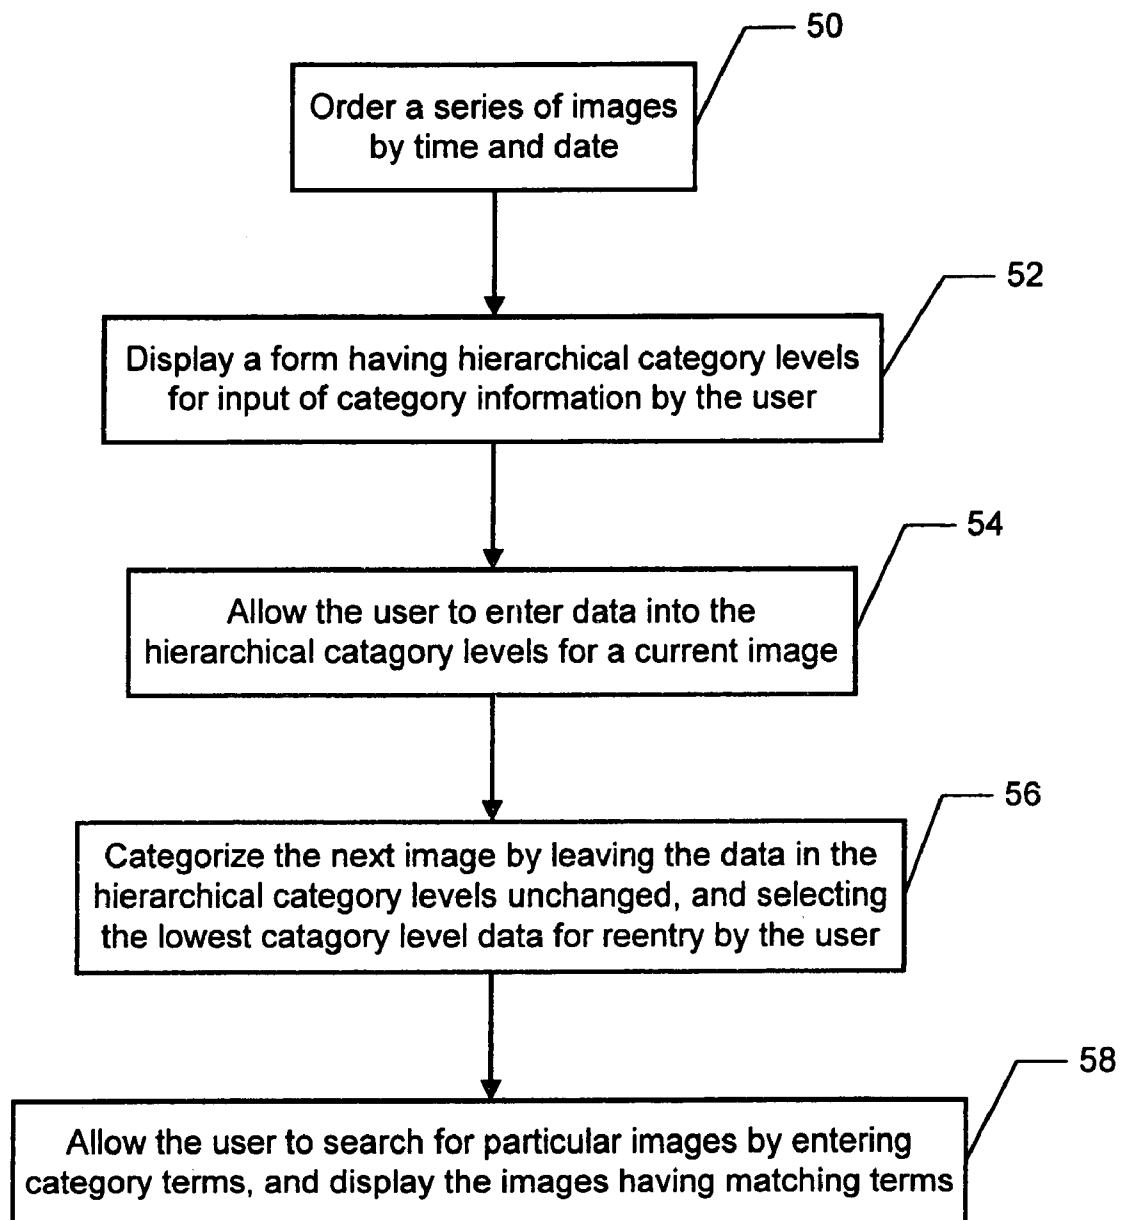 50
Order a series of images
by time and date
52
Display a form having hierarchical category levels
for input of category information by the user
54
Allow the user to enter data into the
hierarchical catagory levels for a current image
56
Categorize the next image by leaving the data in the
hierarchical category levels unchanged, and selecting
the lowest catagory level data for reentry by the user
58
Allow the user to search for particular images by entering
category terms, and display the images having matching terms